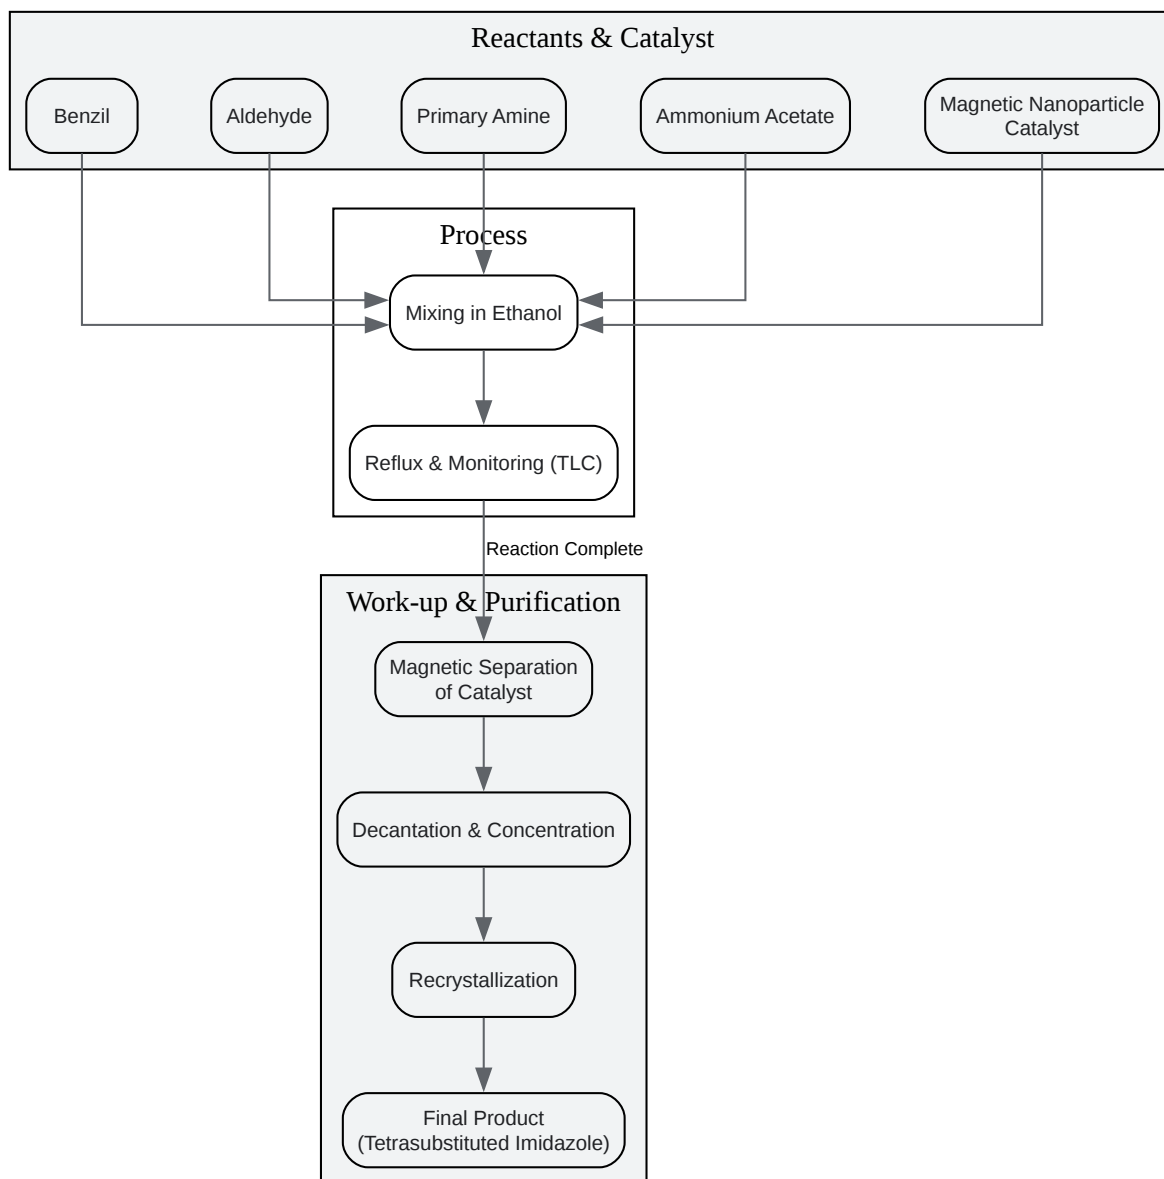 Reactants & Catalyst
Benzil
Aldehyde
Primary Amine
Ammonium Acetate
Magnetic Nanoparticle
Catalyst
Process
Mixing in Ethanol
Reflux & Monitoring (TLC)
Reaction Complete
Work-up & Purification
Magnetic Separation
of Catalyst
Decantation & Concentration
Recrystallization
Final Product
(Tetrasubstituted Imidazole)